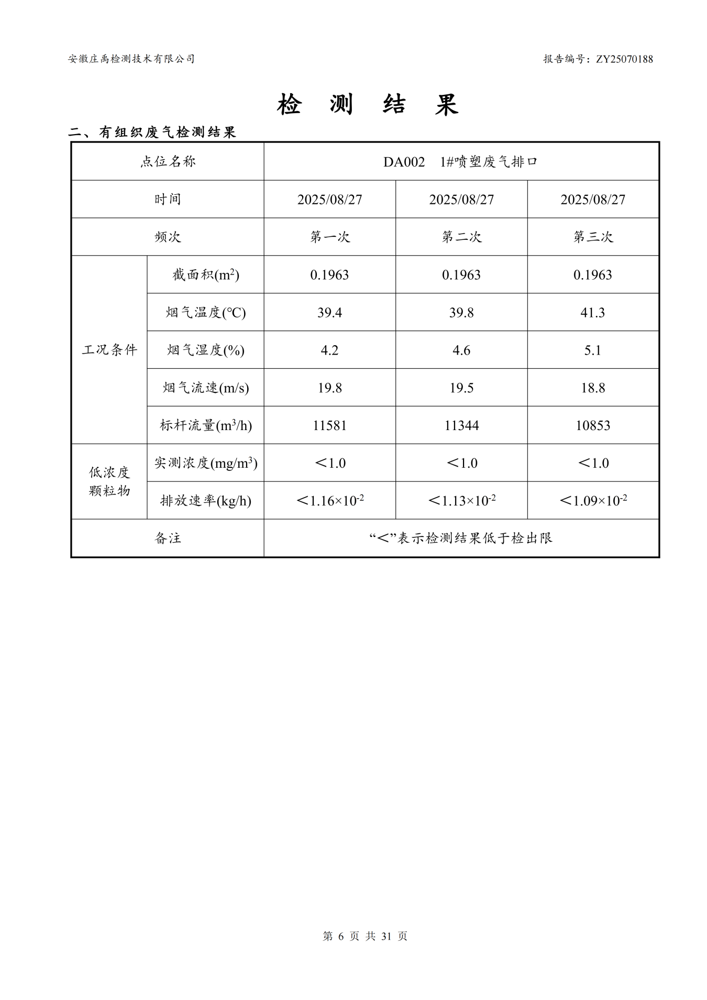 安徽庄禹检测技术有限公司 报告编号：ZY25070188
检 测 结 果
二、有组织废气检测结果
点位名称 DA002 1#喷塑废气排口
时间 2025/08/27 2025/08/27 2025/08/27
频次 第一次 第二次 第三次
工况条件
截面积(m²) 0.1963 0.1963 0.1963
烟气温度(℃) 39.4 39.8 41.3
烟气湿度(%) 4.2 4.6 5.1
烟气流速(m/s) 19.8 19.5 18.8
标杆流量(m³/h) 11581 11344 10853
低浓度
颗粒物
实测浓度(mg/m³) ＜1.0 ＜1.0 ＜1.0
排放速率(kg/h) ＜1.16×10⁻² ＜1.13×10⁻² ＜1.09×10⁻²
备注 “＜”表示检测结果低于检出限
第 6 页 共 31 页